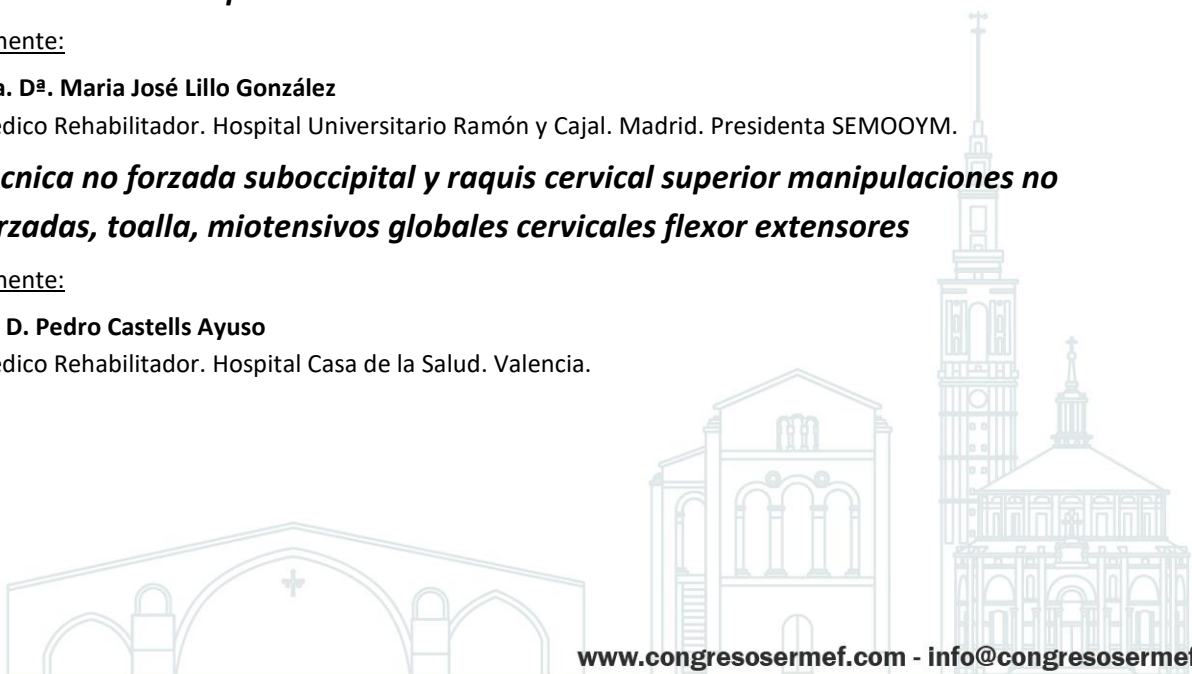 nente:
a. Dª. Maria José Lillo González
édico Rehabilitador. Hospital Universitario Ramón y Cajal. Madrid. Presidenta SEMOOYM.
cnica no forzada suboccipital y raquis cervical superior manipulaciones no
rzadas, toalla, miotensivos globales cervicales flexor extensores
nente:
D. Pedro Castells Ayuso
édico Rehabilitador. Hospital Casa de la Salud. Valencia.
www.congresosermef.com - info@congresosermef